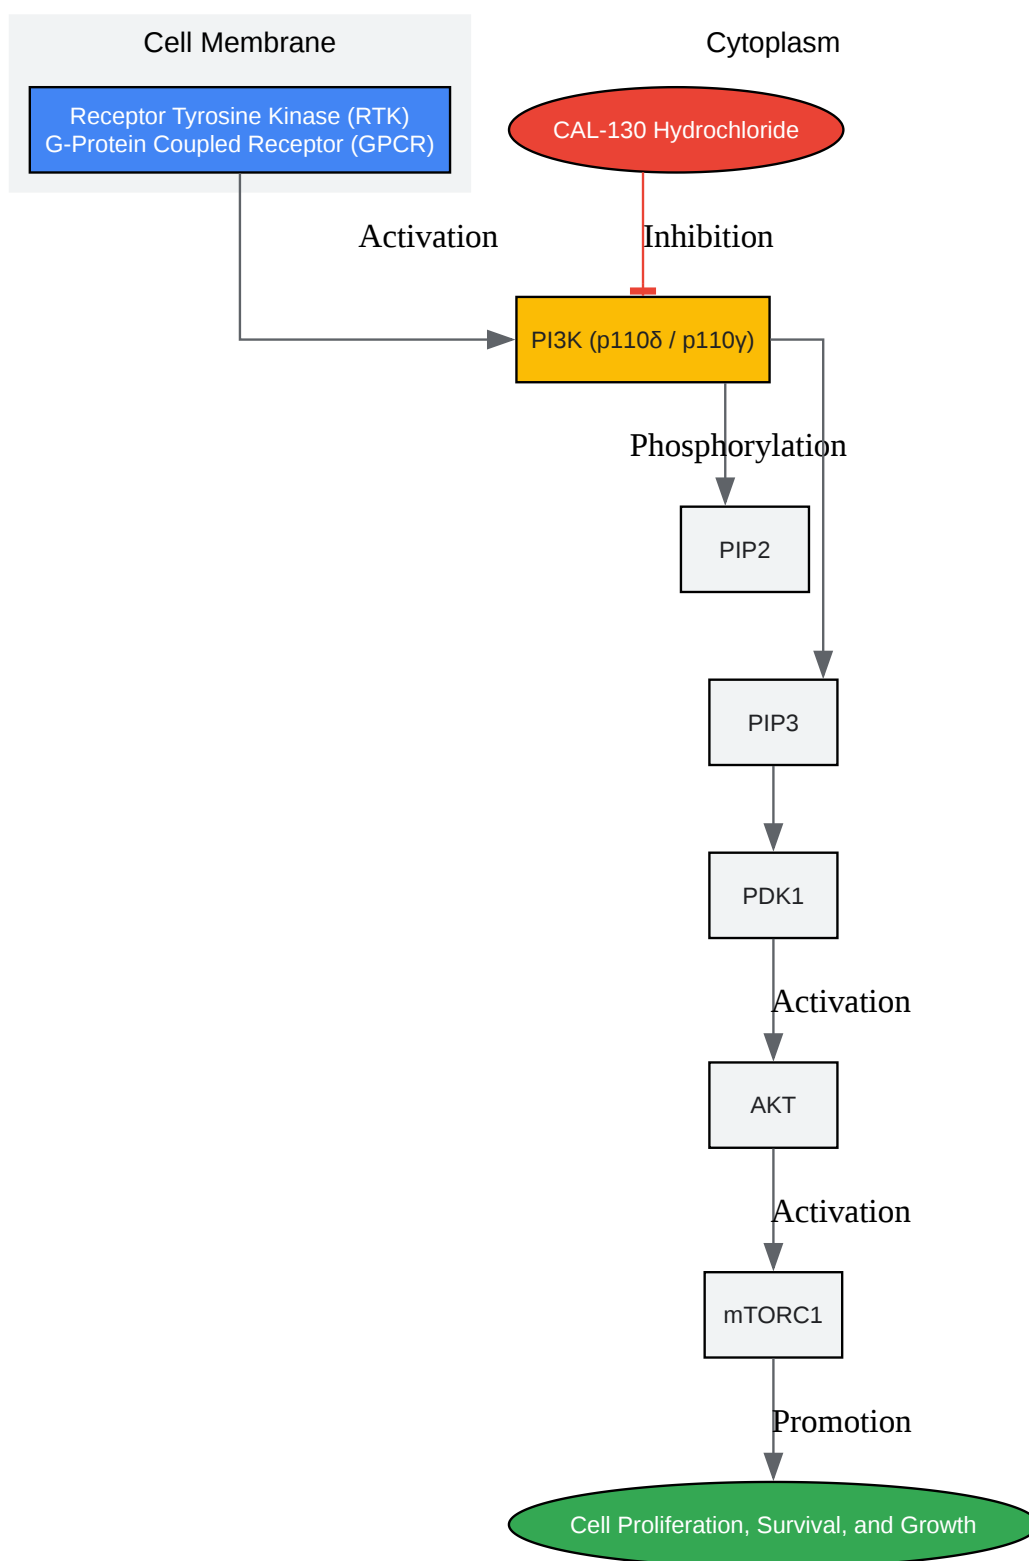 Cell Membrane
Cytoplasm
Receptor Tyrosine Kinase (RTK)
G-Protein Coupled Receptor (GPCR)
CAL-130 Hydrochloride
Activation
Inhibition
PI3K (p110δ / p110γ)
Phosphorylation
PIP2
PIP3
PDK1
Activation
AKT
Activation
mTORC1
Promotion
Cell Proliferation, Survival, and Growth